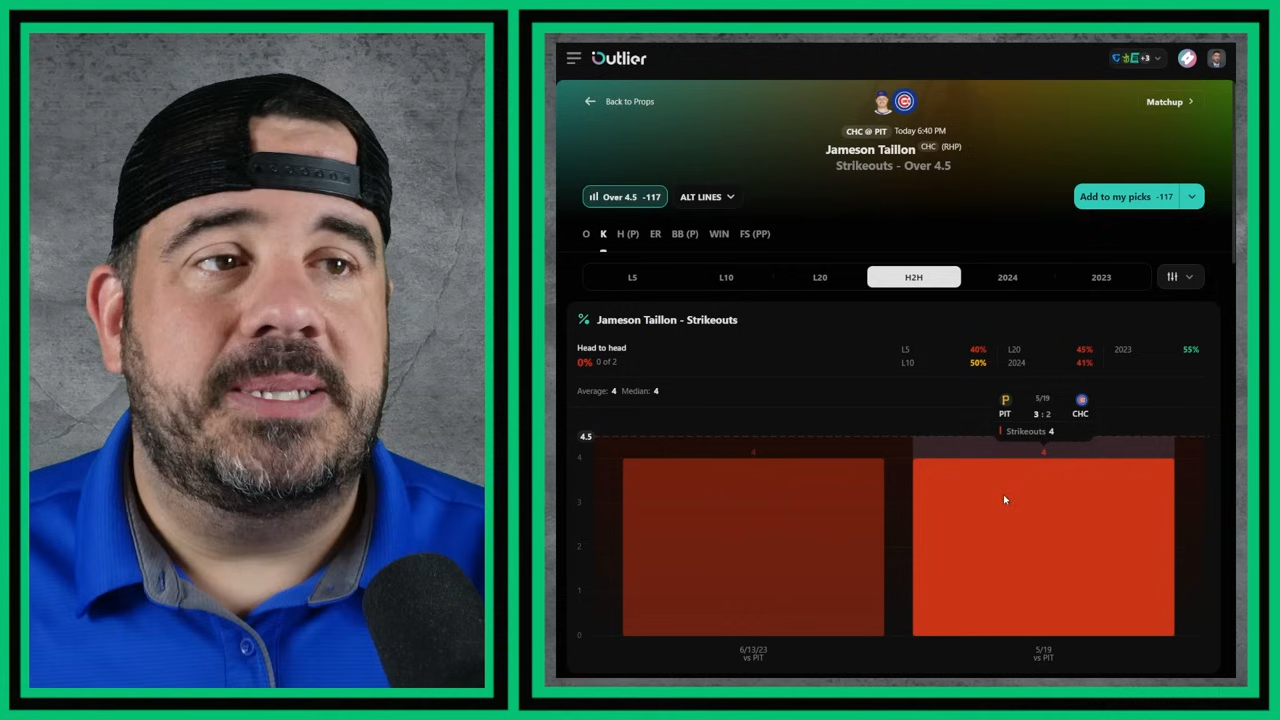 Outlier
+3
Back to Props
Matchup
CHC @ PIT Today 6:40 PM
Jameson Taillon CHC (RHP)
Strikeouts - Over 4.5
Over 4.5 -117
ALT LINES
Add to my picks -117
O K H (P) ER BB (P) WIN FS (PP)
L5 L10 L20 H2H 2024 2023
Jameson Taillon - Strikeouts
Head to head
0% 0 of 2
L5 40% L20 45% 2023 55%
L10 50% 2024 41%
Average: 4 Median: 4
5/19
PIT 3 : 2 CHC
Strikeouts 4
4.5
4
3
2
1
0
4
4
6/13/23
vs PIT
5/19
vs PIT